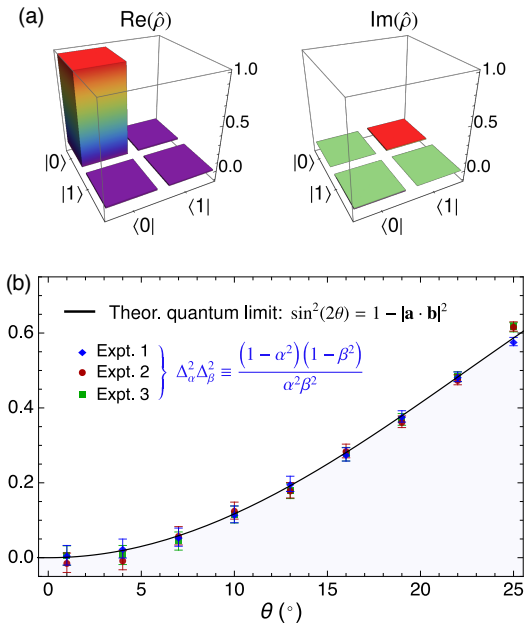 (a)
Re(ρ̂)
Im(ρ̂)
1.0
0.5
0.0
|0⟩
|1⟩
⟨0|
⟨1|
1.0
0.5
0.0
|0⟩
|1⟩
⟨0|
⟨1|
(b)
Theor. quantum limit: sin²(2θ) = 1 − |a · b|²
Expt. 1
Expt. 2
Expt. 3
Δ²_α Δ²_β ≡ (1 − α²)(1 − β²) / α²β²
0.6
0.4
0.2
0.0
0 5 10 15 20 25
θ (°)